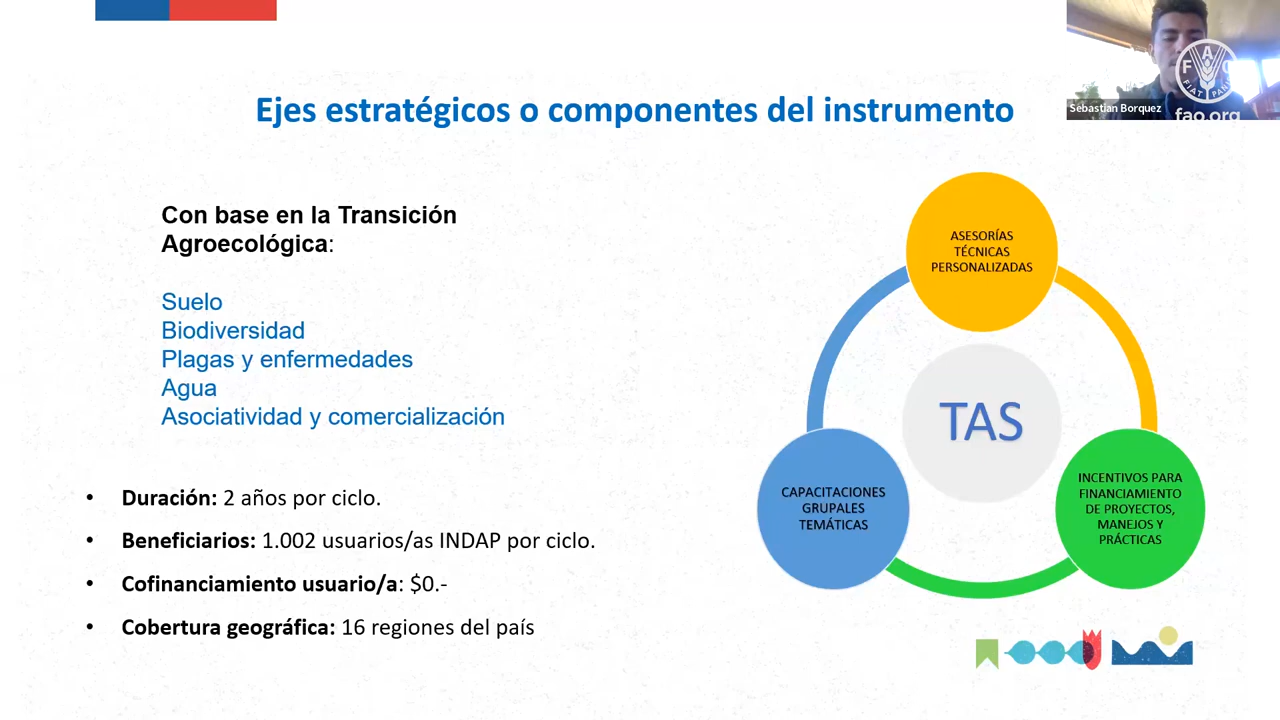 Ejes estratégicos o componentes del instrumento
Sebastian Borquez
F A O
FIAT PANIS
fao.org
Con base en la Transición
Agroecológica:
Suelo
Biodiversidad
Plagas y enfermedades
Agua
Asociatividad y comercialización
• Duración: 2 años por ciclo.
• Beneficiarios: 1.002 usuarios/as INDAP por ciclo.
• Cofinanciamiento usuario/a: $0.-
• Cobertura geográfica: 16 regiones del país
ASESORÍAS
TÉCNICAS
PERSONALIZADAS
TAS
CAPACITACIONES
GRUPALES
TEMÁTICAS
INCENTIVOS PARA
FINANCIAMIENTO
DE PROYECTOS,
MANEJOS Y
PRÁCTICAS